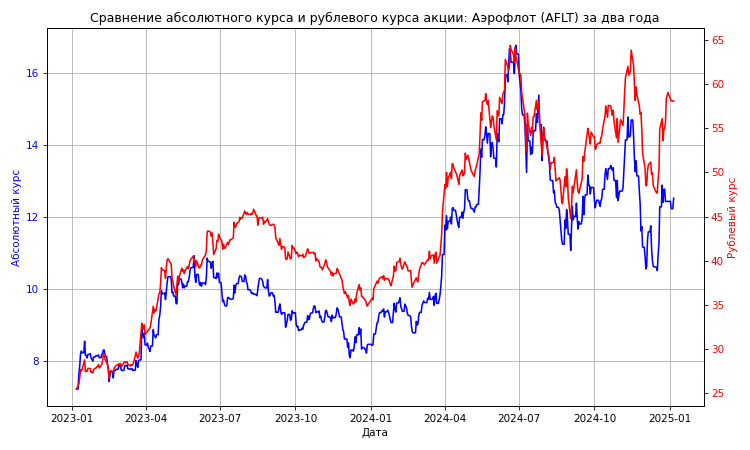 Сравнение абсолютного курса и рублевого курса акции: Аэрофлот (AFLT) за два года
Абсолютный курс
16
14
12
10
8
65
60
55
50
45
40
35
30
25
Рублевый курс
2023-01 2023-04 2023-07 2023-10 2024-01 2024-04 2024-07 2024-10 2025-01
Дата